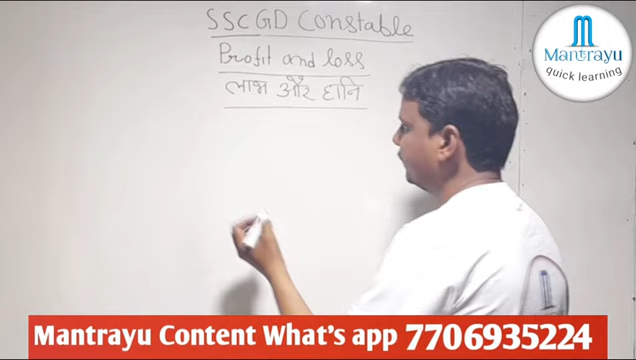 SSC GD Constable
Profit and loss
लाभ और हानि
Mantrayu
quick learning
Mantrayu Content What's app 7706935224